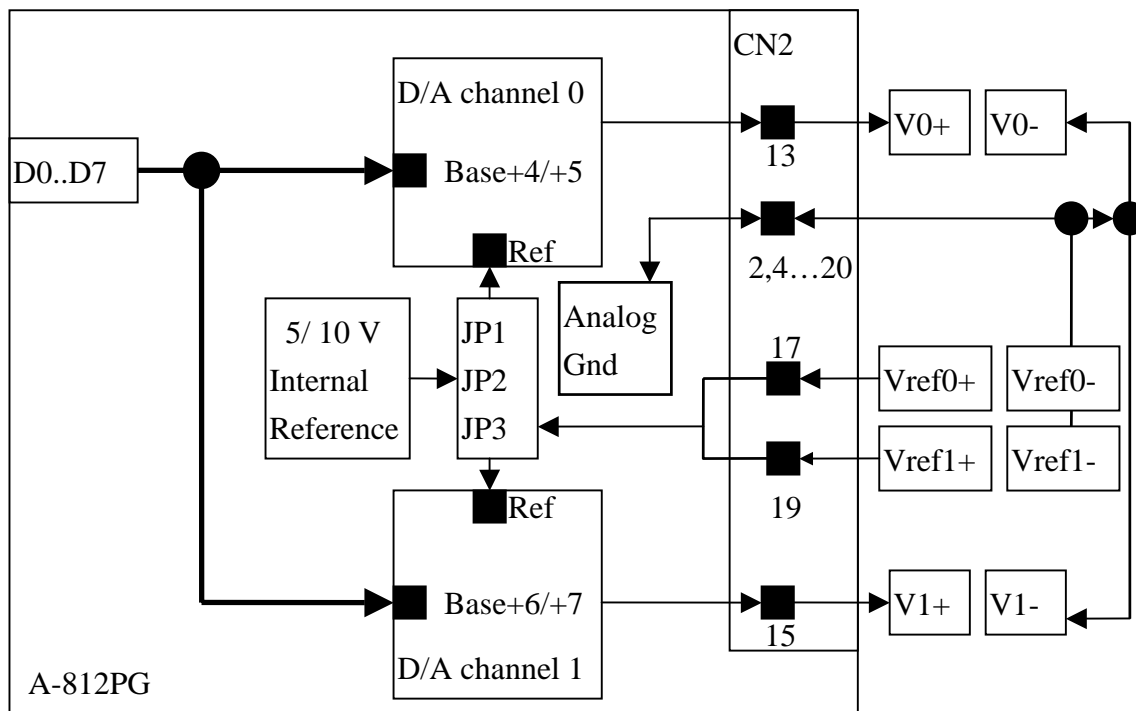 CN2
D/A channel 0
D0..D7
Base+4/+5
13
V0+
V0-
Ref
2,4…20
5/ 10 V
Internal
Reference
JP1
JP2
JP3
Analog
Gnd
17
Vref0+
Vref0-
Vref1+
Vref1-
19
Ref
Base+6/+7
15
V1+
V1-
D/A channel 1
A-812PG